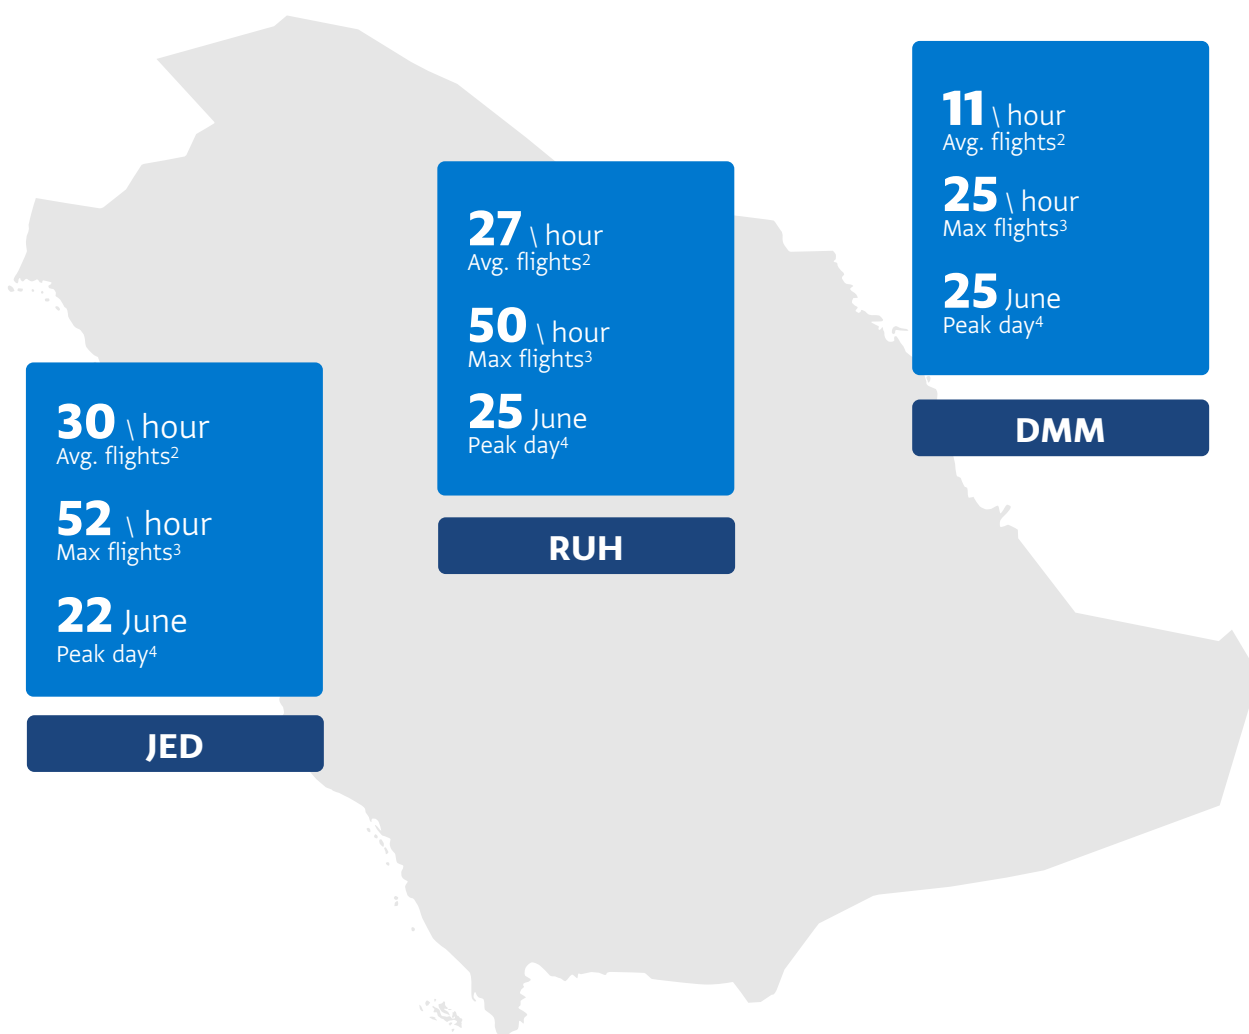 11 \ hour
Avg. flights²
25 \ hour
Max flights³
25 June
Peak day⁴
DMM
27 \ hour
Avg. flights²
50 \ hour
Max flights³
25 June
Peak day⁴
RUH
30 \ hour
Avg. flights²
52 \ hour
Max flights³
22 June
Peak day⁴
JED